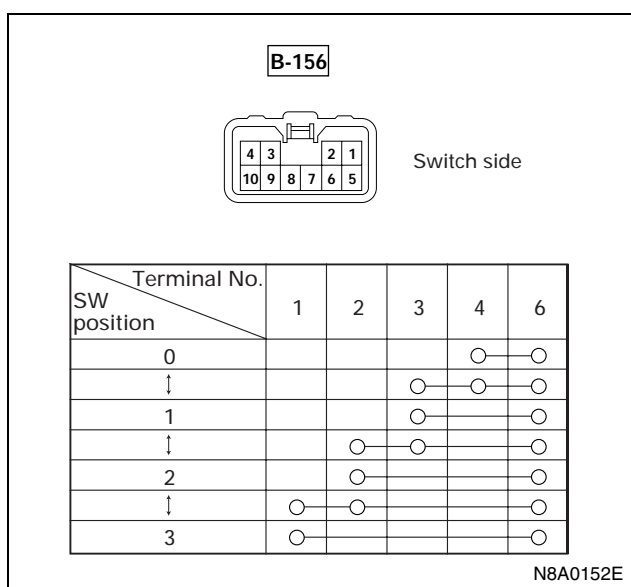 B-156
4 3 2 1
10 9 8 7 6 5
Switch side
Terminal No.
SW
position
1 2 3 4 6
0
↕
1
↕
2
↕
3
N8A0152E